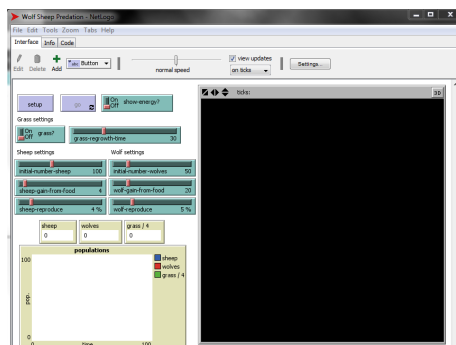 Wolf Sheep Predation - NetLogo
File Edit Tools Zoom Tabs Help
Interface Info Code
Edit Delete Add
abc Button
normal speed
view updates
on ticks
Settings...
setup
go
On
Off
show-energy?
ticks:
3D
Grass settings
On
Off
grass?
grass-regrowth-time 30
Sheep settings
Wolf settings
initial-number-sheep 100
initial-number-wolves 50
sheep-gain-from-food 4
wolf-gain-from-food 20
sheep-reproduce 4 %
wolf-reproduce 5 %
sheep
0
wolves
0
grass / 4
0
populations
100
pop.
0
sheep
wolves
grass / 4
0 time 100